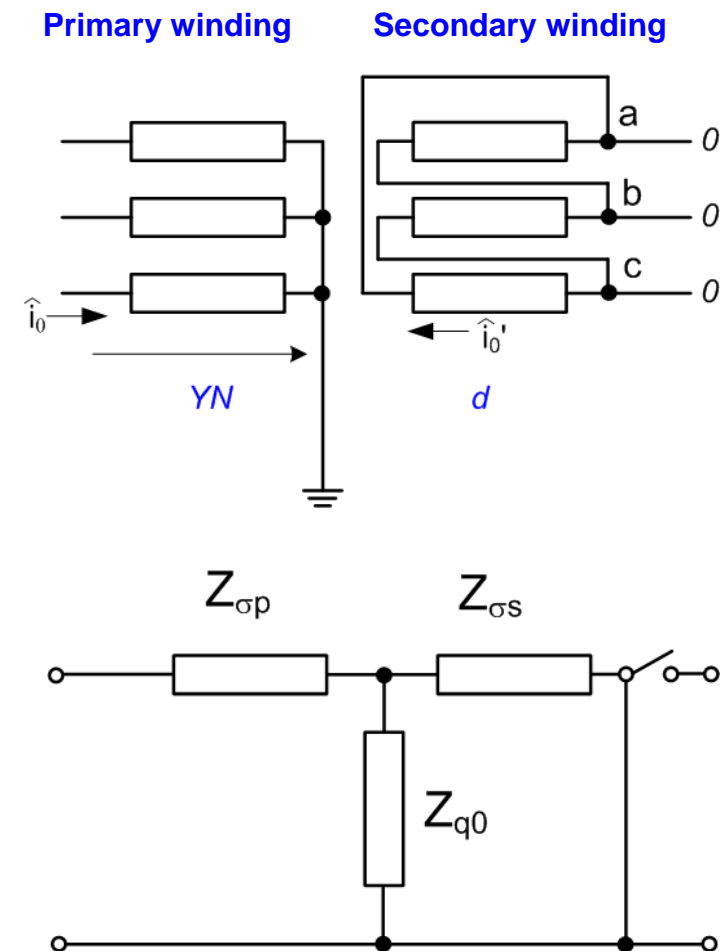 Primary winding Secondary winding
a 0
b 0
c 0
î₀ î₀'
YN d
Zσp Zσs
Zq0